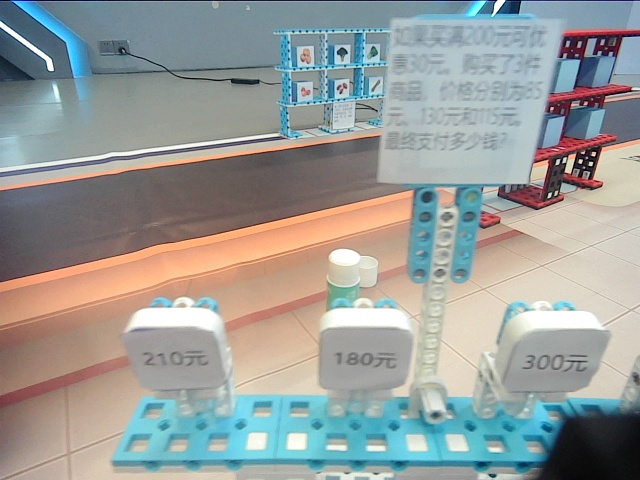 如果买满200元可优
惠30元。购买了3件
商品，价格分别为85
元、130元和115元。
最终支付多少钱？
210元
180元
300元